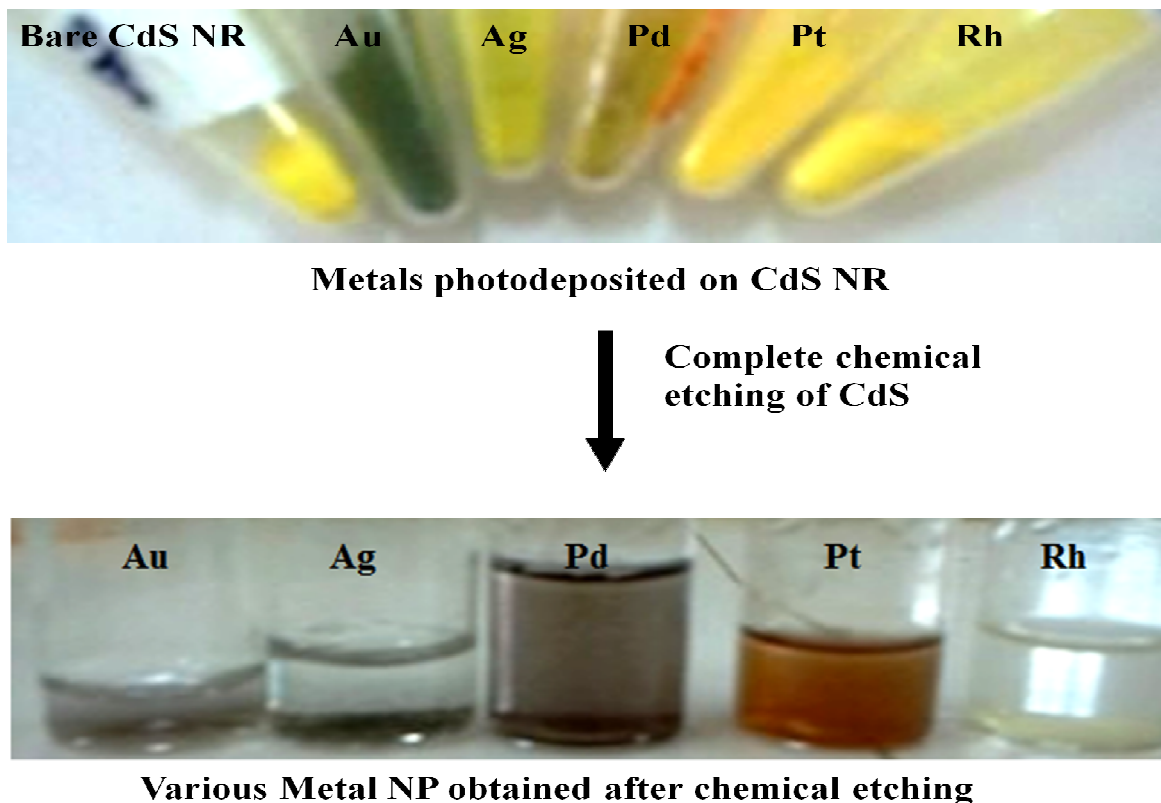 Bare CdS NR Au Ag Pd Pt Rh
Metals photodeposited on CdS NR
Complete chemical
etching of CdS
Au Ag Pd Pt Rh
Various Metal NP obtained after chemical etching